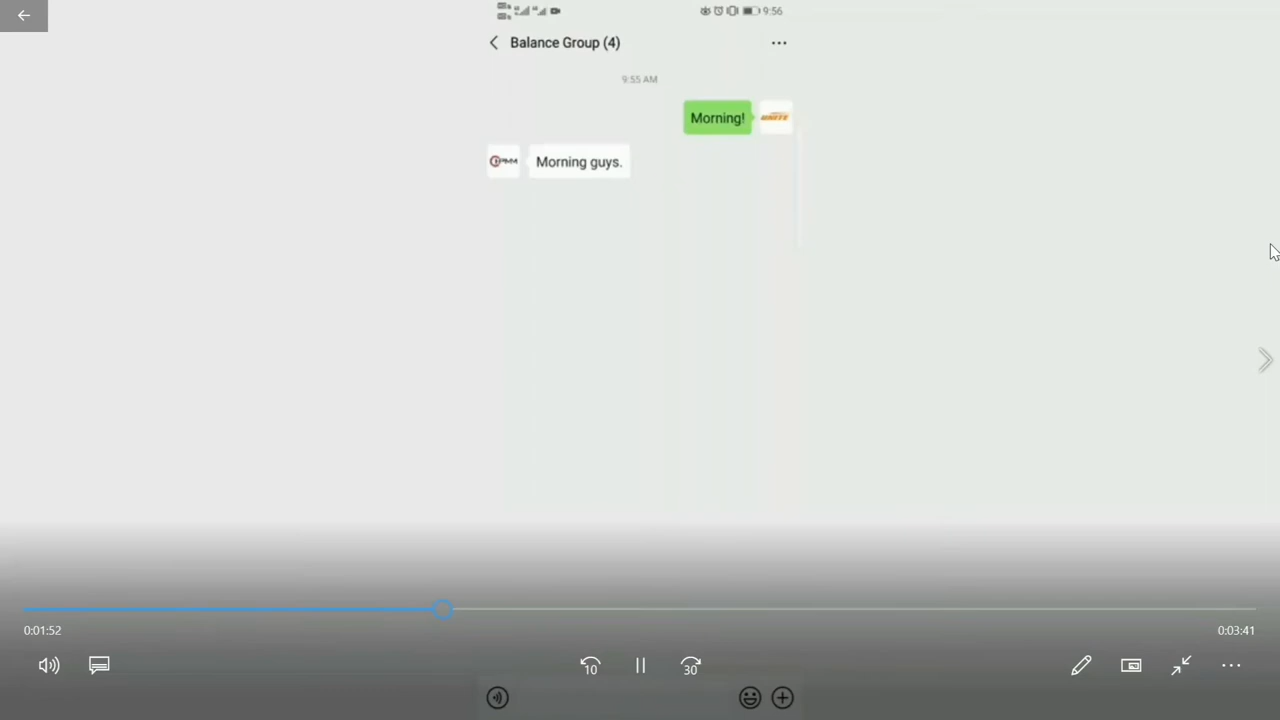 9:56
Balance Group (4)
9:55 AM
Morning!
UNITE
Morning guys.
0:01:52
0:03:41
10
30